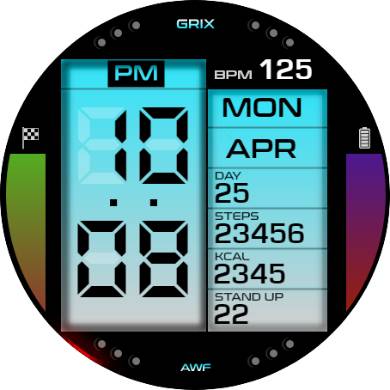 GRIX
PM
BPM 125
10
08
MON
APR
DAY
25
STEPS
23456
KCAL
2345
STAND UP
22
AWF